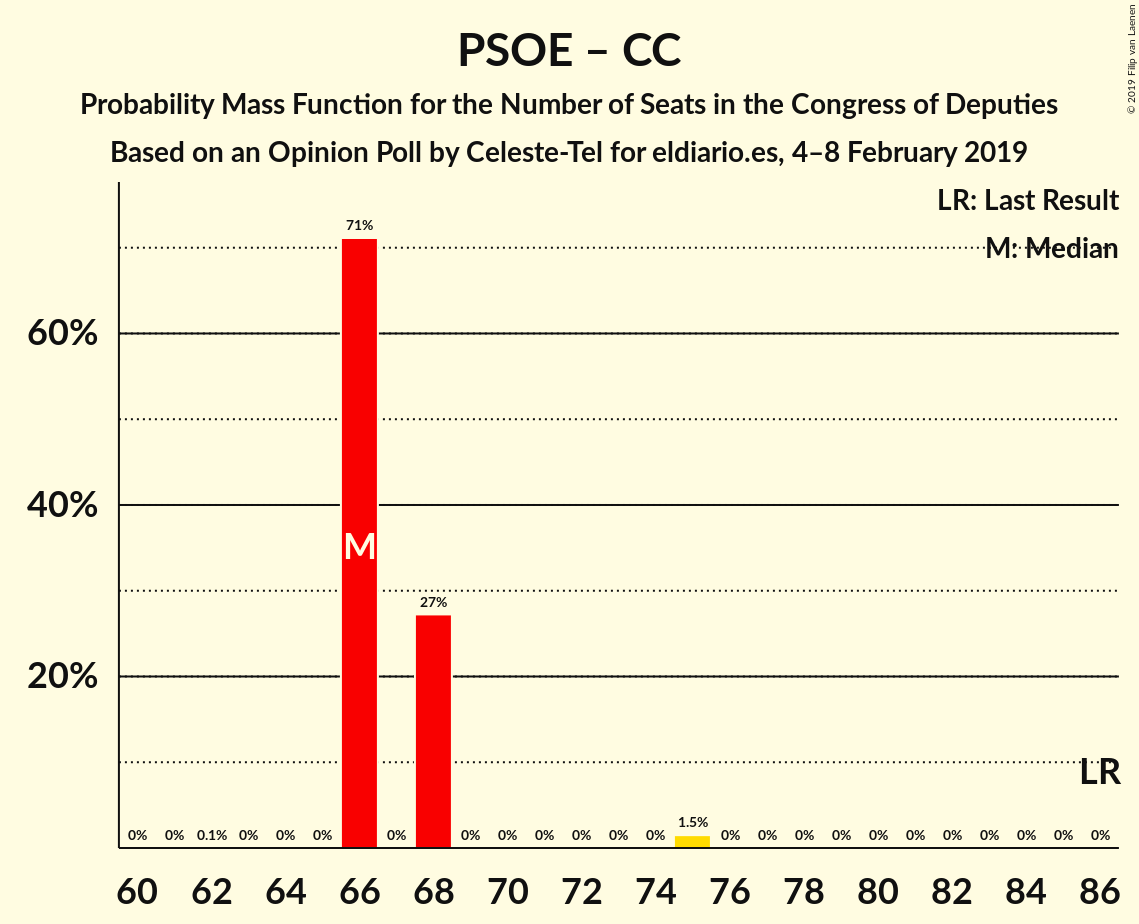 PSOE – CC
Probability Mass Function for the Number of Seats in the Congress of Deputies
Based on an Opinion Poll by Celeste-Tel for eldiario.es, 4–8 February 2019
© 2019 Filip van Laenen
LR: Last Result
M: Median
71%
60%
40%
M
27%
20%
LR
1.5%
0% 0% 0.1% 0% 0% 0% 0% 0% 0% 0% 0% 0% 0% 0% 0% 0% 0% 0% 0% 0% 0% 0% 0% 0%
60 62 64 66 68 70 72 74 76 78 80 82 84 86